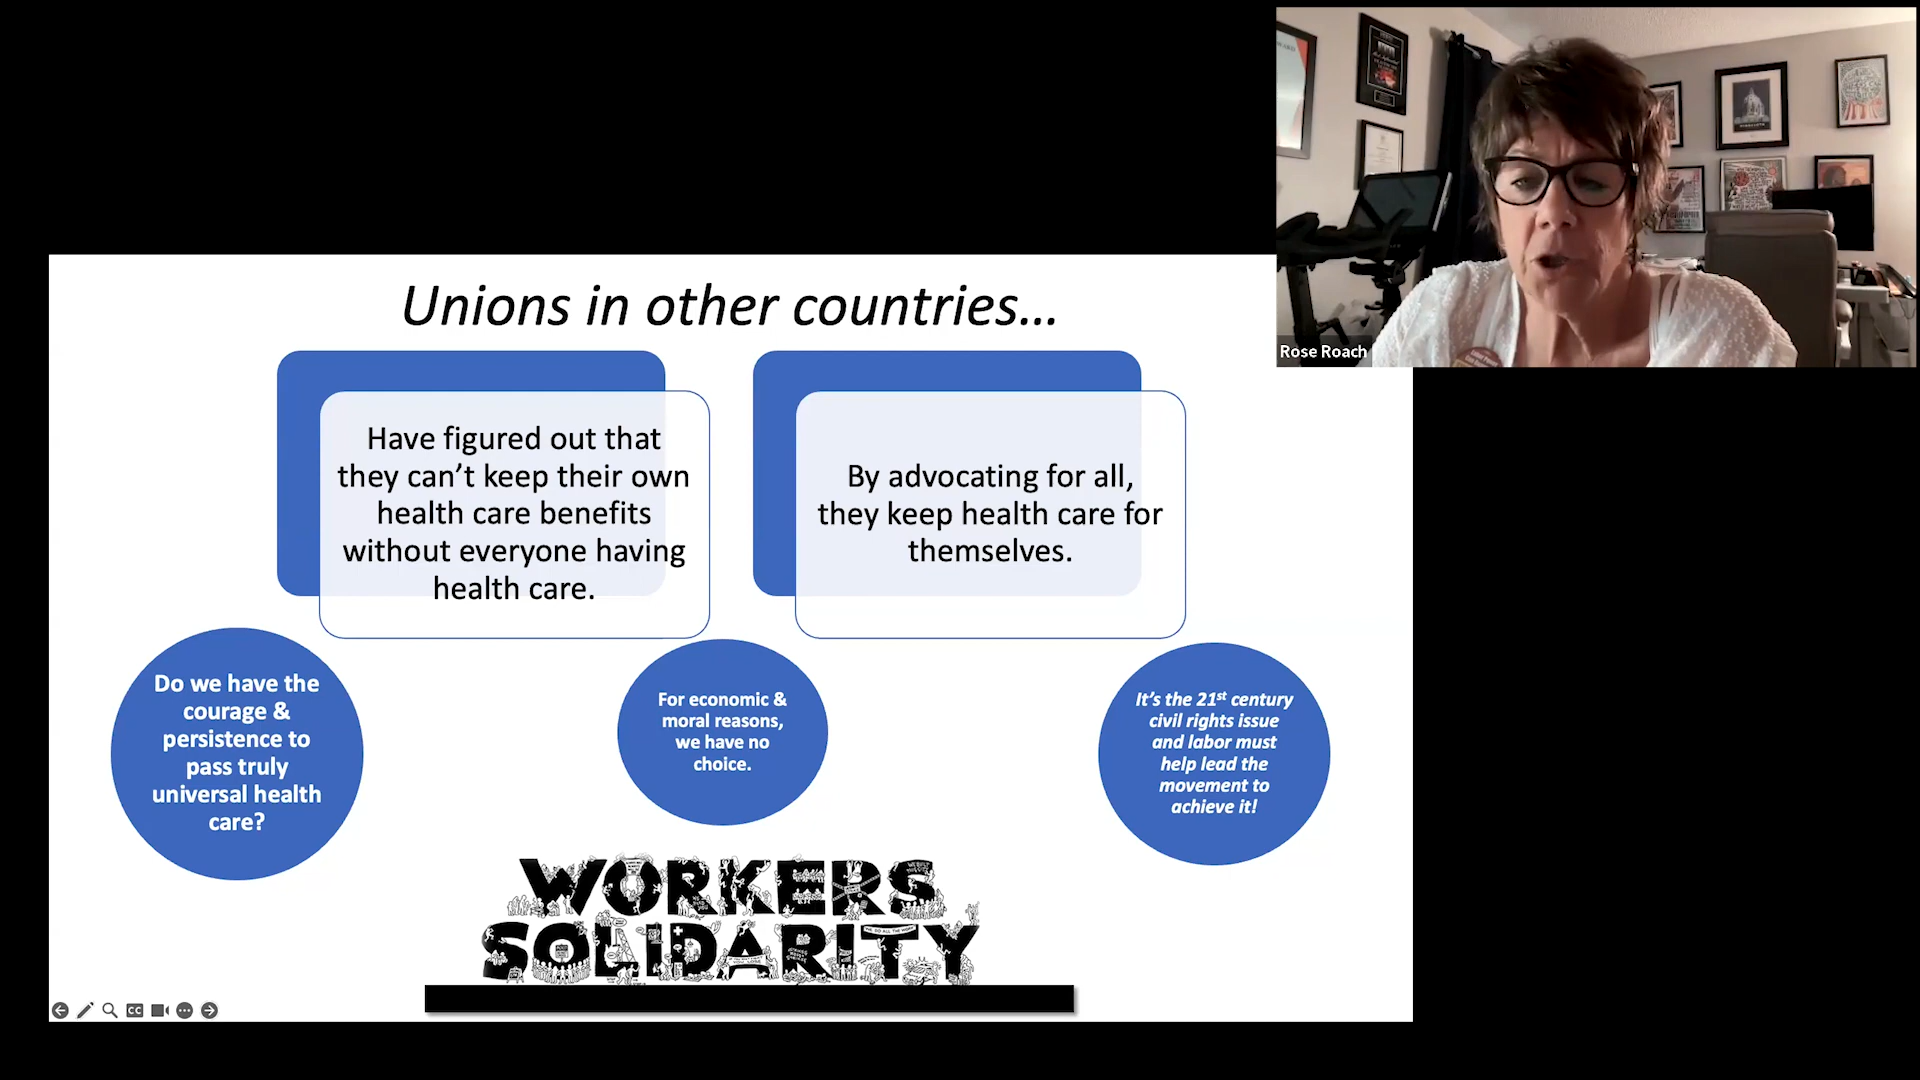 Unions in other countries...
Have figured out that
they can't keep their own
health care benefits
without everyone having
health care.
By advocating for all,
they keep health care for
themselves.
Do we have the
courage &
persistence to
pass truly
universal health
care?
For economic &
moral reasons,
we have no
choice.
It's the 21st century
civil rights issue
and labor must
help lead the
movement to
achieve it!
WORKERS
SOLIDARITY
CC
Rose Roach